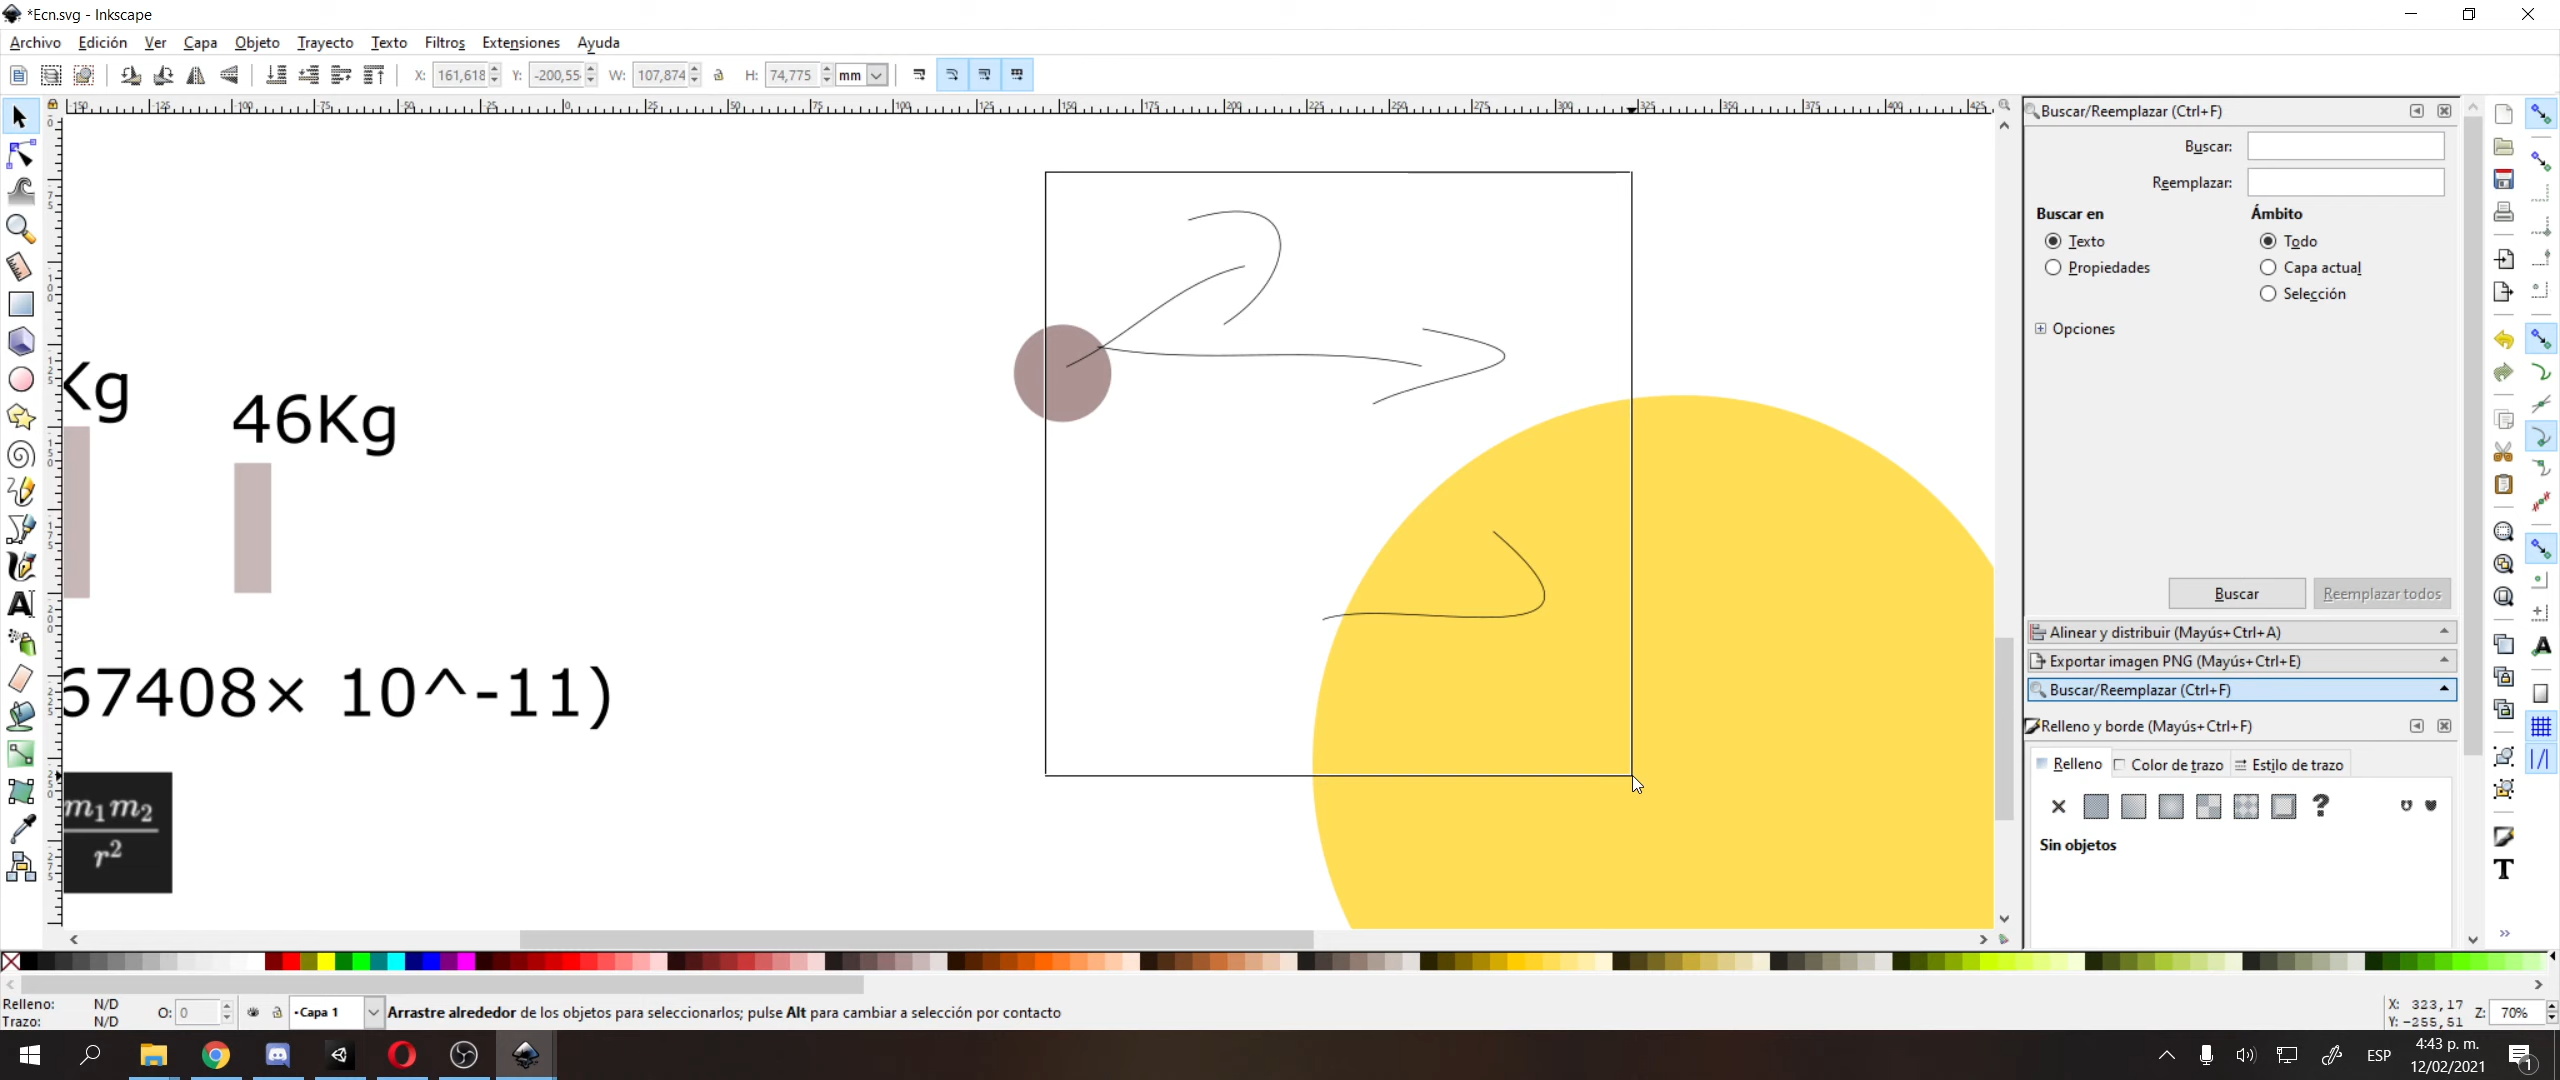 *Ecn.svg - Inkscape
Archivo Edición Ver Capa Objeto Trayecto Texto Filtros Extensiones Ayuda
X: 161,618 Y: -200,55 W: 107,874 H: 74,775 mm
Buscar/Reemplazar (Ctrl+F)
Buscar:
Reemplazar:
Buscar en Ámbito
Texto Todo
Propiedades Capa actual
Selección
Opciones
Kg
46Kg
67408× 10^-11)
m₁m₂
r²
Buscar Reemplazar todos
Alinear y distribuir (Mayús+Ctrl+A)
Exportar imagen PNG (Mayús+Ctrl+E)
Buscar/Reemplazar (Ctrl+F)
Relleno y borde (Mayús+Ctrl+F)
Relleno Color de trazo Estilo de trazo
Sin objetos
Relleno: N/D
Trazo: N/D
O: 0
•Capa 1
Arrastre alrededor de los objetos para seleccionarlos; pulse Alt para cambiar a selección por contacto
X: 323,17
Y: -255,51
Z: 70%
ESP
4:43 p. m.
12/02/2021
1